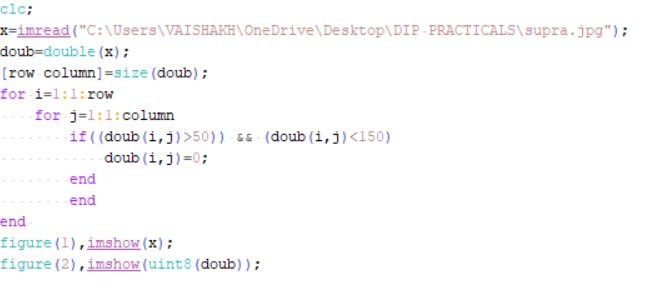 clc;
x=imread("C:\Users\VAISHAKH\OneDrive\Desktop\DIP PRACTICALS\supra.jpg");
doub=double(x);
[row column]=size(doub);
for i=1:1:row
    for j=1:1:column
        if((doub(i,j)>50)) && (doub(i,j)<150)
            doub(i,j)=0;
        end
        end
end
figure(1),imshow(x);
figure(2),imshow(uint8(doub));